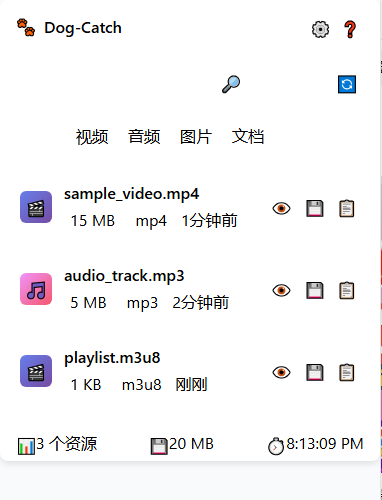 Dog-Catch
视频 音频 图片 文档
sample_video.mp4
15 MB mp4 1分钟前
audio_track.mp3
5 MB mp3 2分钟前
playlist.m3u8
1 KB m3u8 刚刚
3 个资源 20 MB 8:13:09 PM